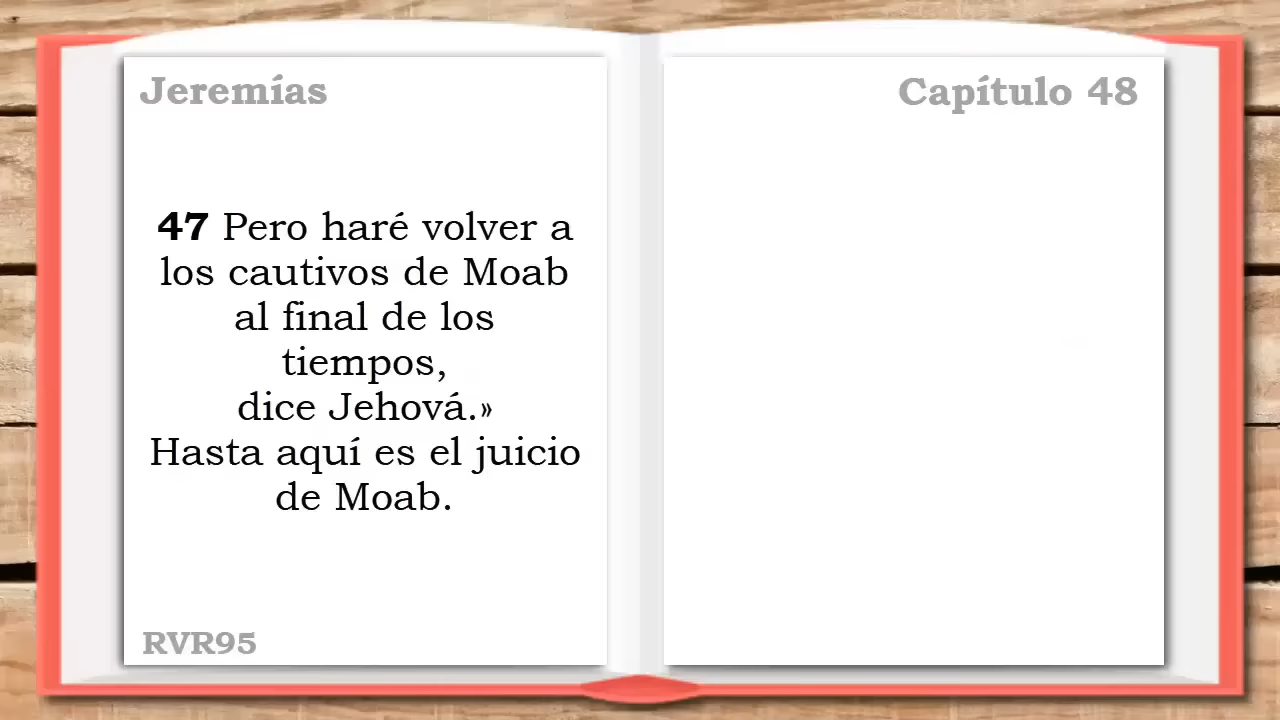 Jeremías
Capítulo 48
47 Pero haré volver a
los cautivos de Moab
al final de los
tiempos,
dice Jehová.»
Hasta aquí es el juicio
de Moab.
RVR95